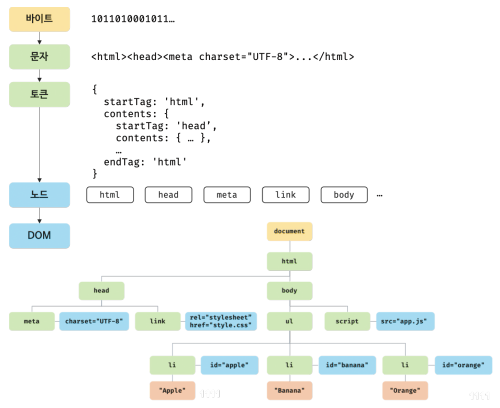 바이트
1011010001011…
문자
<html><head><meta charset="UTF-8">...</html>
토큰
{
startTag: 'html',
contents: {
startTag: 'head',
contents: { … },
…
endTag: 'html'
}
노드
html head meta link body …
DOM
document
html
head body
meta charset="UTF-8" link rel="stylesheet"
href="style.css" ul script src="app.js"
li id="apple" li id="banana" li id="orange"
"Apple" "Banana" "Orange"